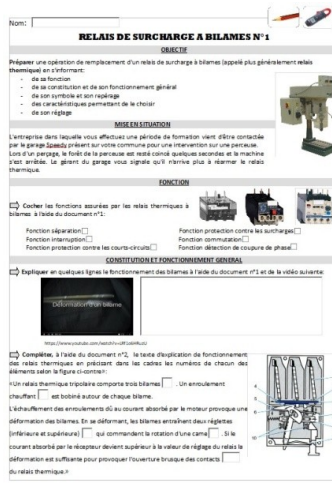 Nom:
RELAIS DE SURCHARGE A BILAMES N°1
OBJECTIF
Préparer une opération de remplacement d'un relais de surcharge à bilames (appelé plus généralement relais
thermique) en s'informant:
- de sa fonction
- de sa constitution et de son fonctionnement général
- de son symbole et son repérage
- des caractéristiques permettant de le choisir
- de son réglage
MISE EN SITUATION
L'entreprise dans laquelle vous effectuez une période de formation vient d'être contactée
par le garage Speedy présent sur votre commune pour une intervention sur une perceuse.
Lors d'un perçage, le forêt de la perceuse est resté coincé quelques secondes et la machine
s'est arrêtée. Le gérant du garage vous signale qu'il n'arrive plus à réarmer le relais
thermique.
FONCTION
Cocher les fonctions assurées par les relais thermiques à
bilames à l'aide du document n°1:
Fonction séparation
Fonction protection contre les surcharges
Fonction interruption
Fonction commutation
Fonction protection contre les courts-circuits
Fonction détection de coupure de phase
CONSTITUTION ET FONCTIONNEMENT GENERAL
Expliquer en quelques lignes le fonctionnement des bilames à l'aide du document n°1 et de la vidéo suivante:
Déformation d'un bilame
Compléter, à l'aide du document n°2, le texte d'explication de fonctionnement
des relais thermiques en précisant dans les cadres les numéros de chacun des
éléments selon la figure ci-contre:
«Un relais thermique tripolaire comporte trois bilames . Un enroulement
chauffant est bobiné autour de chaque bilame.
L'échauffement des enroulements dû au courant absorbé par le moteur provoque une
déformation des bilames. En se déformant, les bilames entraînent deux réglettes
(inférieure et supérieure) qui commandent la rotation d'une came . Si le
courant absorbé par le récepteur devient supérieur à la valeur de réglage du relais la
déformation est suffisante pour provoquer l'ouverture brusque des contacts
du relais thermique.»